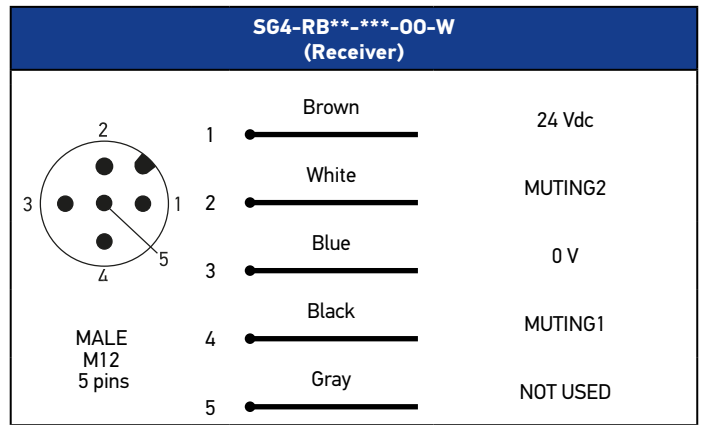 SG4-RB**-***-OO-W
(Receiver)
2
3
1
5
4
MALE
M12
5 pins
1 Brown 24 Vdc
2 White MUTING2
3 Blue 0 V
4 Black MUTING1
5 Gray NOT USED